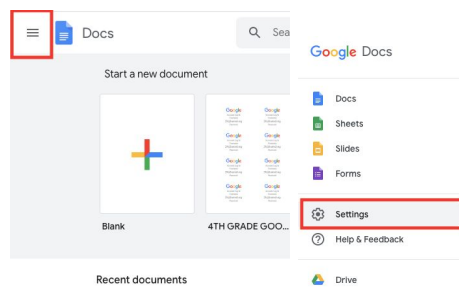 Docs
Sea
Start a new document
Blank
4TH GRADE GOO...
Recent documents
Google Docs
Docs
Sheets
Slides
Forms
Settings
Help & Feedback
Drive